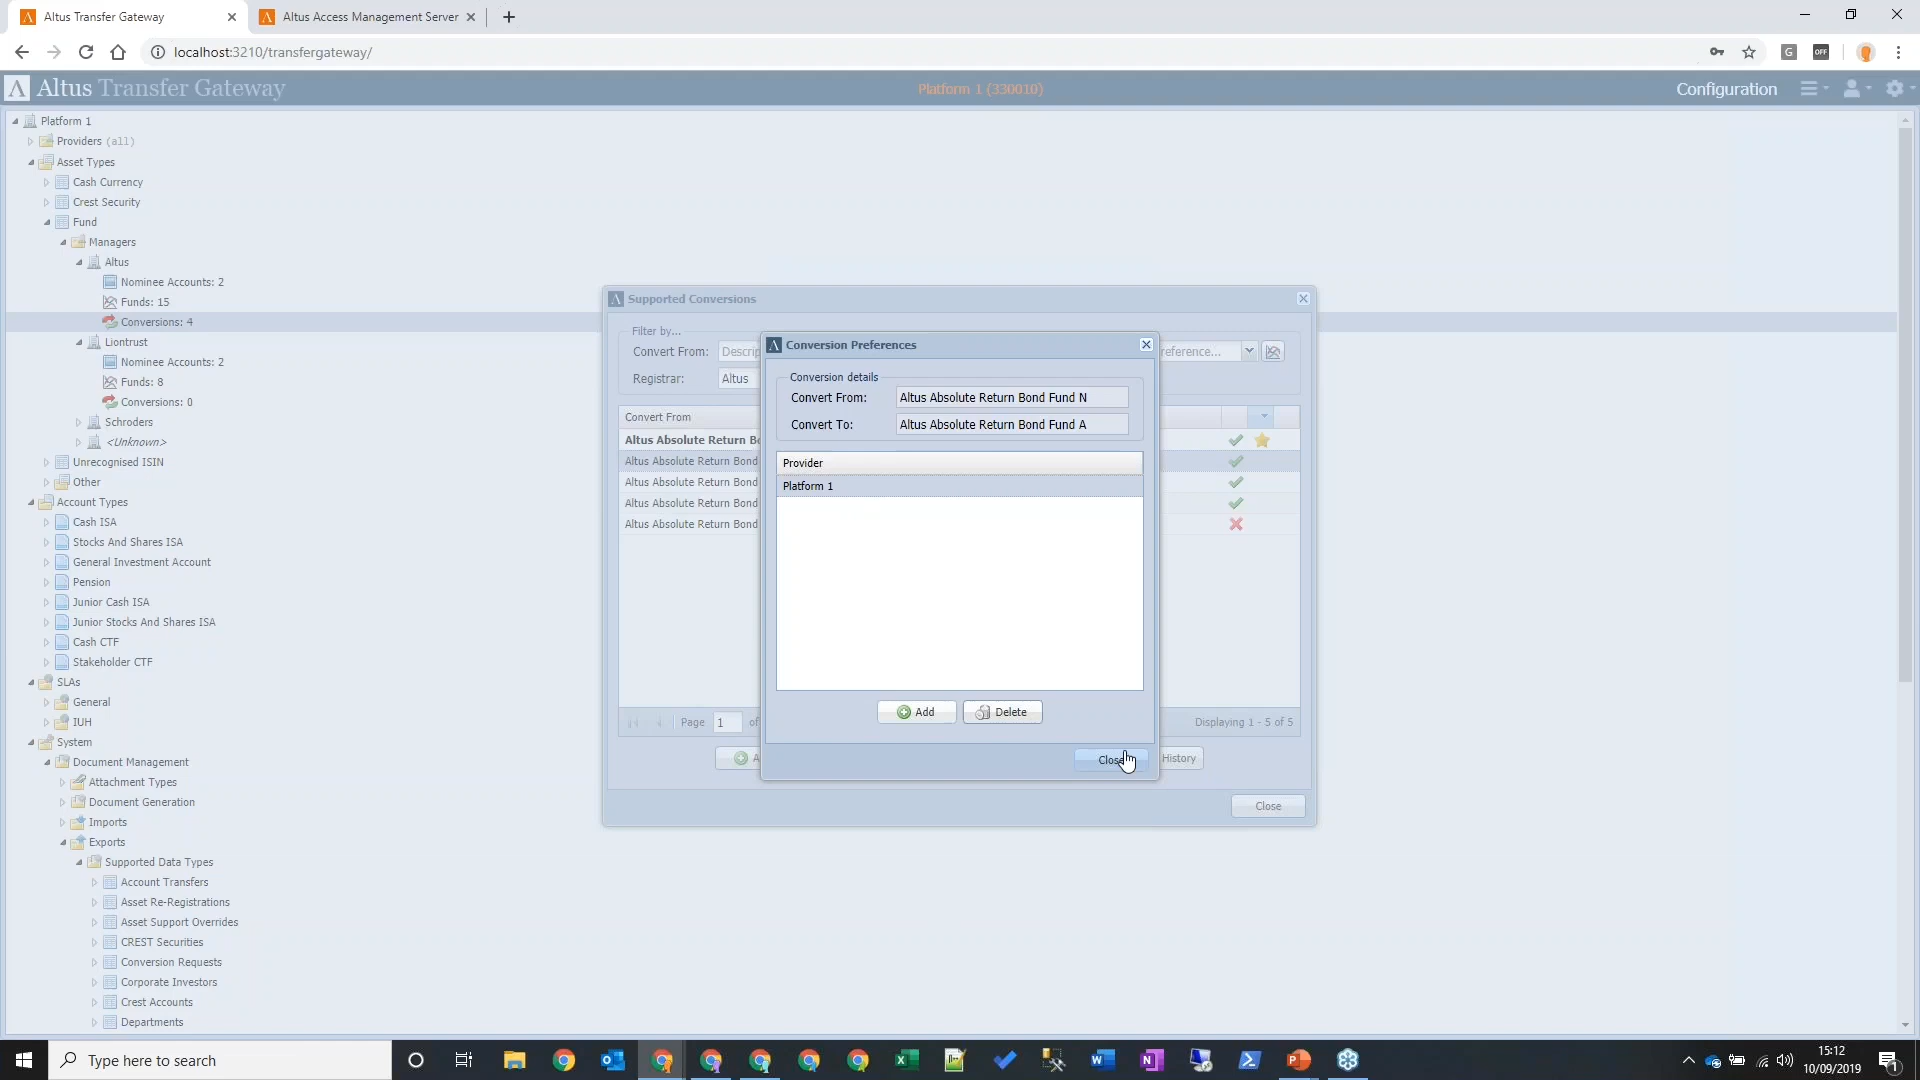 Altus Transfer Gateway
Altus Access Management Server
localhost:3210/transfergateway/
Altus Transfer Gateway
Platform 1 (330010)
Configuration
Platform 1
Providers (all)
Asset Types
Cash Currency
Crest Security
Fund
Managers
Altus
Nominee Accounts: 2
Funds: 15
Conversions: 4
Liontrust
Nominee Accounts: 2
Funds: 8
Conversions: 0
Schroders
<Unknown>
Unrecognised ISIN
Other
Account Types
Cash ISA
Stocks And Shares ISA
General Investment Account
Pension
Junior Cash ISA
Junior Stocks And Shares ISA
Cash CTF
Stakeholder CTF
SLAs
General
IUH
System
Document Management
Attachment Types
Document Generation
Imports
Exports
Supported Data Types
Account Transfers
Asset Re-Registrations
Asset Support Overrides
CREST Securities
Conversion Requests
Corporate Investors
Crest Accounts
Departments
Supported Conversions
Filter by...
Convert From: Descrip
reference...
Registrar: Altus
Convert From
Altus Absolute Return Bo
Altus Absolute Return Bond
Altus Absolute Return Bond
Altus Absolute Return Bond
Altus Absolute Return Bond
Page 1 of
Displaying 1 - 5 of 5
A
History
Close
Conversion Preferences
Conversion details
Convert From: Altus Absolute Return Bond Fund N
Convert To: Altus Absolute Return Bond Fund A
Provider
Platform 1
Add
Delete
Close
Type here to search
15:12
10/09/2019